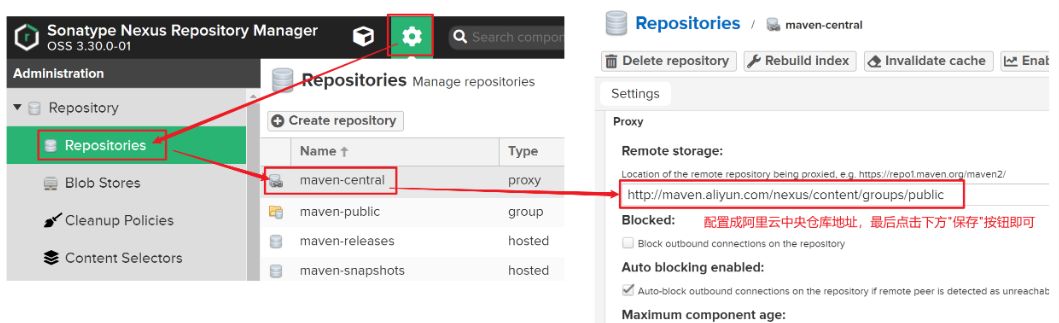 Sonatype Nexus Repository Manager
OSS 3.30.0-01
Search
Administration
Repository
Repositories
Blob Stores
Cleanup Policies
Content Selectors
Repositories Manage repositories
Create repository
Name Type
maven-central proxy
maven-public group
maven-releases hosted
maven-snapshots hosted
Repositories / maven-central
Delete repository Rebuild index Invalidate cache
Settings
Proxy
Remote storage:
Location of the remote repository being proxied, e.g. https://repo1.maven.org/maven2/
http://maven.aliyun.com/nexus/content/groups/public
Blocked: 配置成阿里云中央仓库地址，最后点击下方"保存"按钮即可
Block outbound connections on the repository
Auto blocking enabled:
Auto-block outbound connections on the repository if remote peer is detected as
Maximum component age: